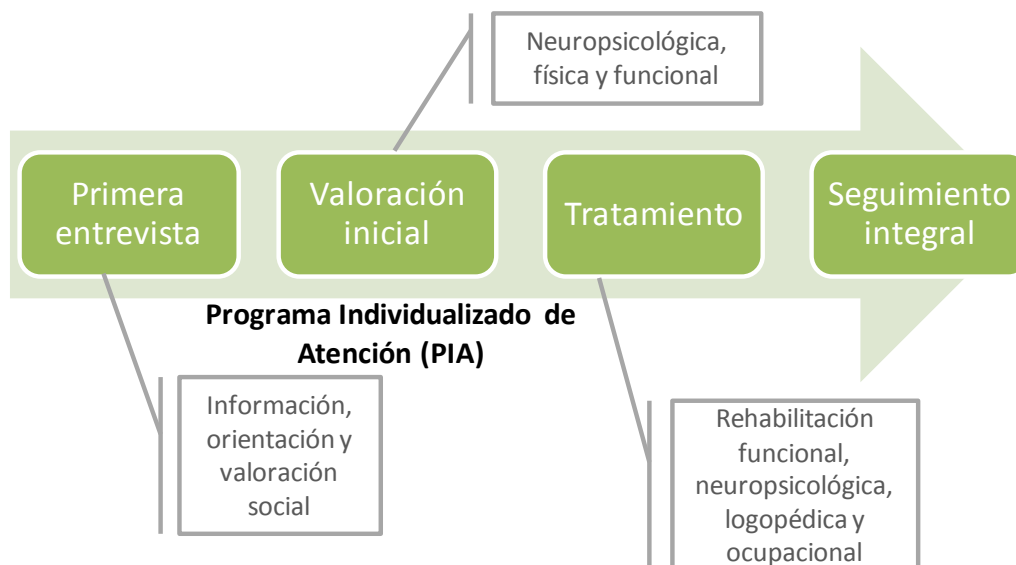 Neuropsicológica,
física y funcional
Primera
entrevista
Valoración
inicial
Tratamiento
Seguimiento
integral
Programa Individualizado de
Atención (PIA)
Información,
orientación y
valoración
social
Rehabilitación
funcional,
neuropsicológica,
logopédica y
ocupacional